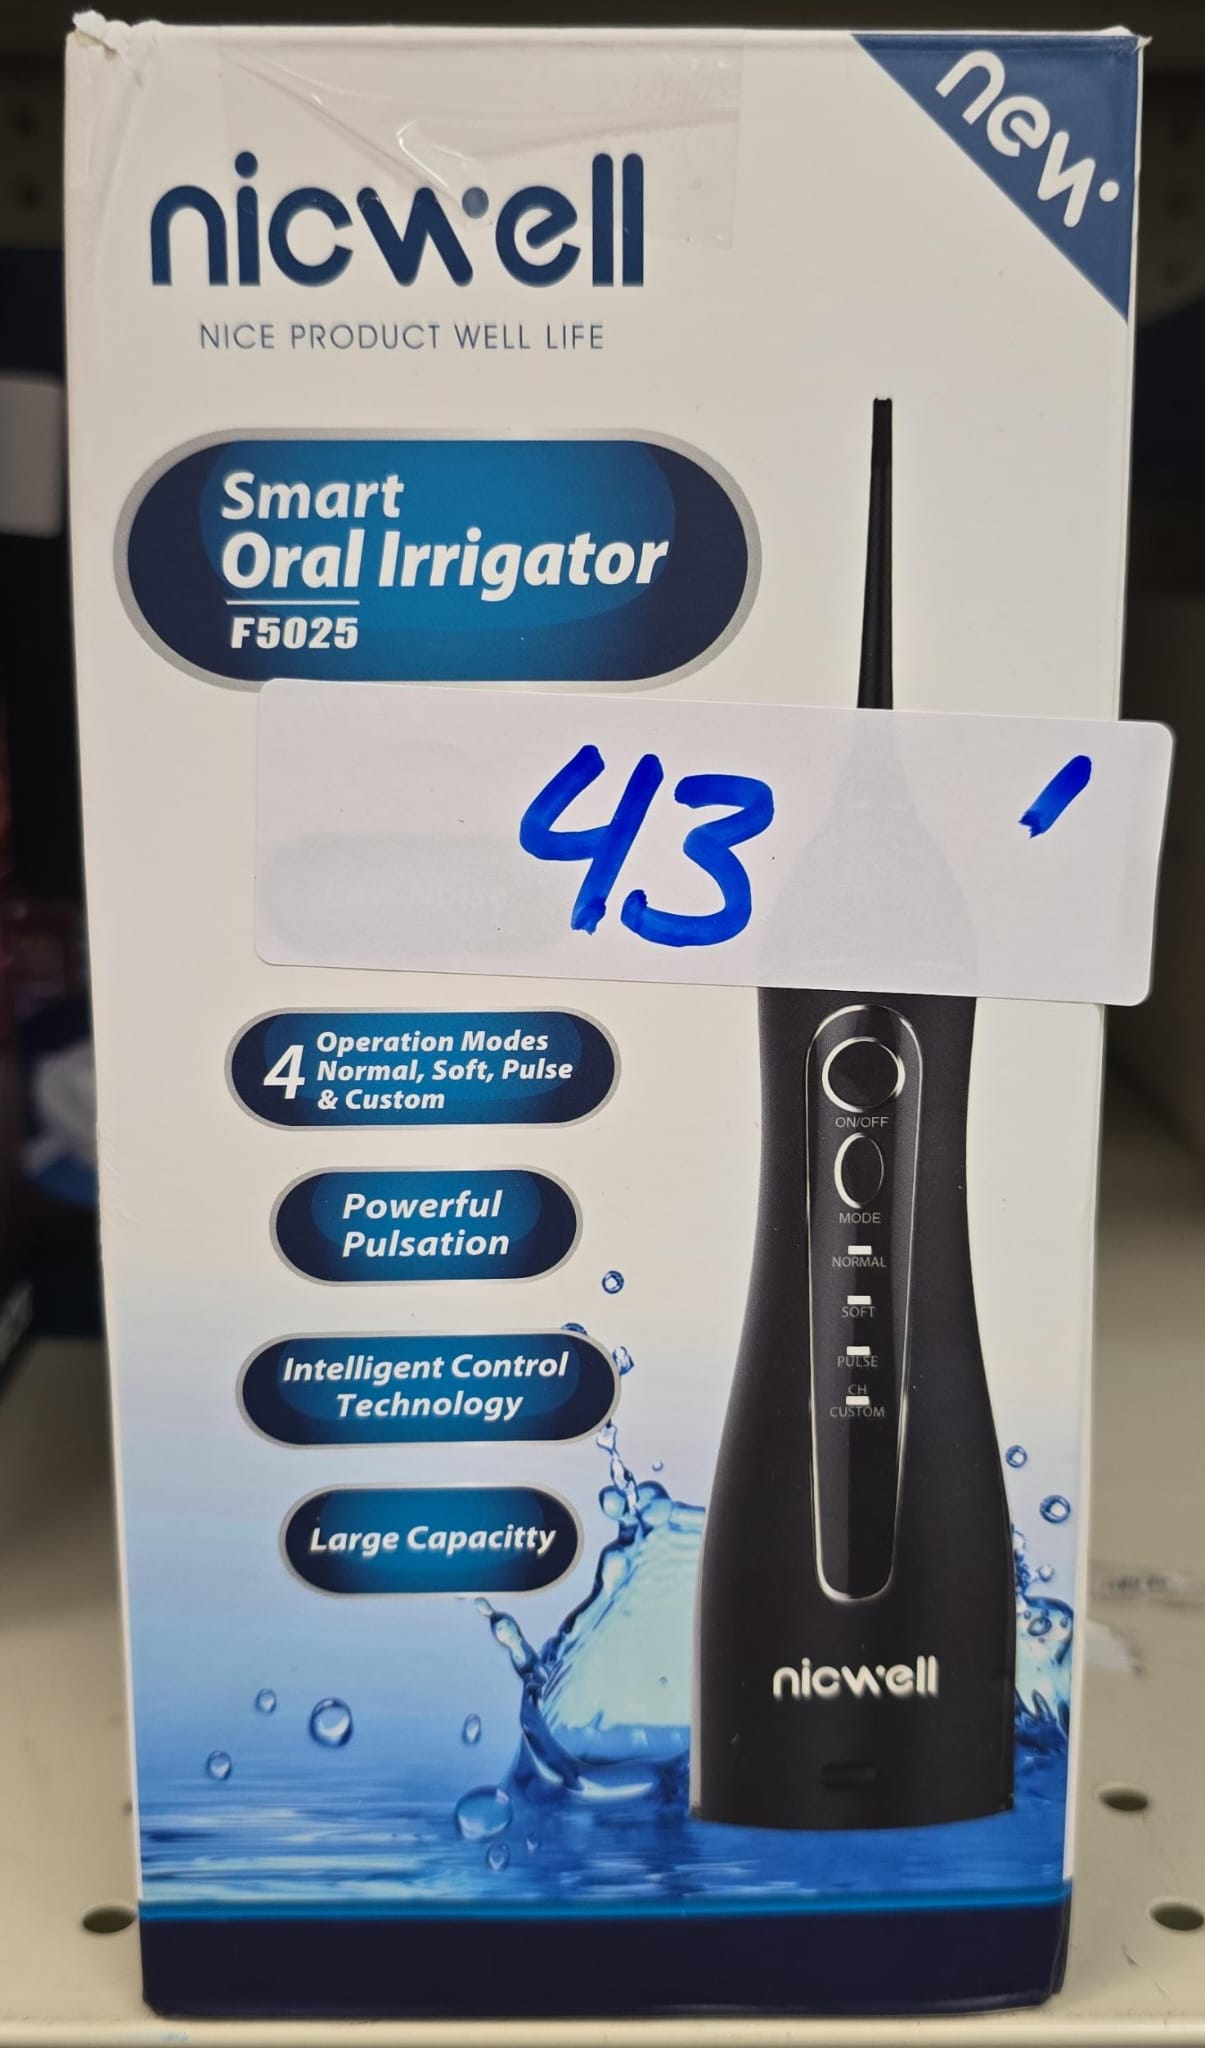 new
nicwell
NICE PRODUCT WELL LIFE
Smart
Oral Irrigator
F5025
43 '
4 Operation Modes
Normal, Soft, Pulse
& Custom
Powerful
Pulsation
Intelligent Control
Technology
Large Capacitty
ON/OFF
MODE
NORMAL
SOFT
PULSE
CH
CUSTOM
nicwell